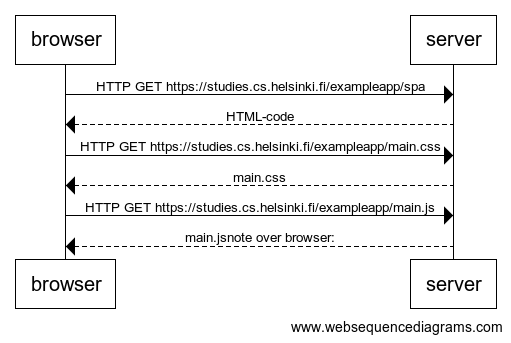 browser server
HTTP GET https://studies.cs.helsinki.fi/exampleapp/spa
HTML-code
HTTP GET https://studies.cs.helsinki.fi/exampleapp/main.css
main.css
HTTP GET https://studies.cs.helsinki.fi/exampleapp/main.js
main.jsnote over browser:
browser server
www.websequencediagrams.com